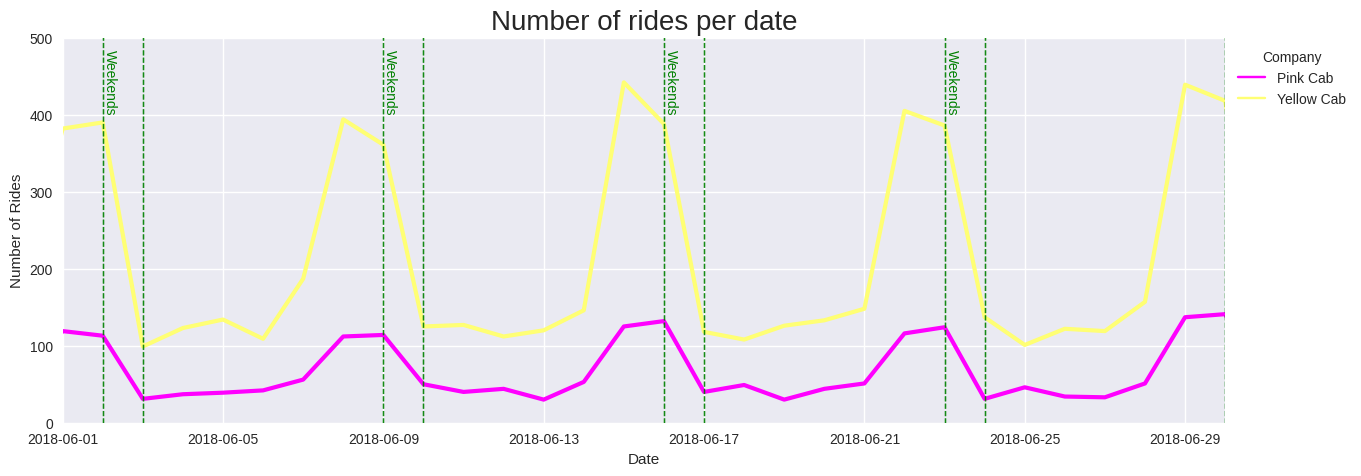 Number of rides per date
500
400
300
200
100
0
Number of Rides
Weekends
Weekends
Weekends
Weekends
Company
Pink Cab
Yellow Cab
2018-06-01
2018-06-05
2018-06-09
2018-06-13
2018-06-17
2018-06-21
2018-06-25
2018-06-29
Date